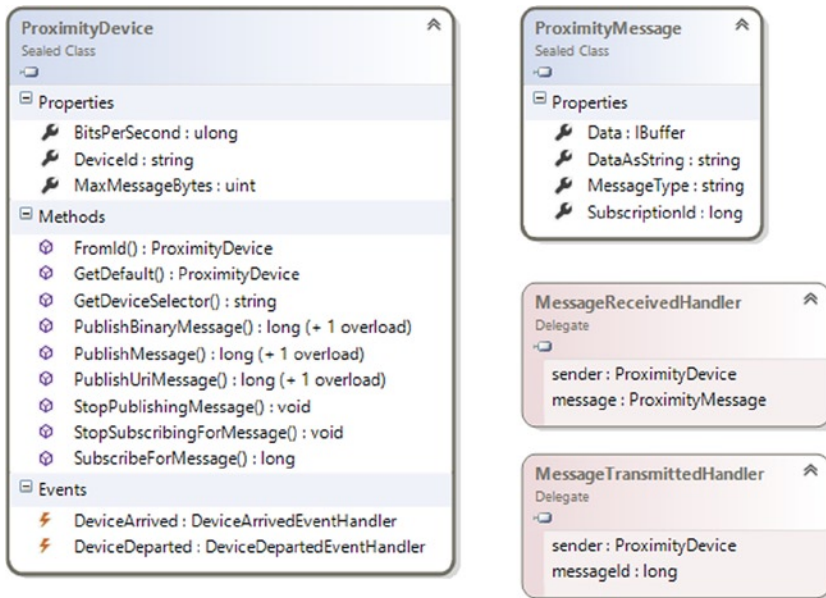 ProximityDevice
Sealed Class
Properties
BitsPerSecond : ulong
DeviceId : string
MaxMessageBytes : uint
Methods
FromId() : ProximityDevice
GetDefault() : ProximityDevice
GetDeviceSelector() : string
PublishBinaryMessage() : long (+ 1 overload)
PublishMessage() : long (+ 1 overload)
PublishUriMessage() : long (+ 1 overload)
StopPublishingMessage() : void
StopSubscribingForMessage() : void
SubscribeForMessage() : long
Events
DeviceArrived : DeviceArrivedEventHandler
DeviceDeparted : DeviceDepartedEventHandler
ProximityMessage
Sealed Class
Properties
Data : IBuffer
DataAsString : string
MessageType : string
SubscriptionId : long
MessageReceivedHandler
Delegate
sender : ProximityDevice
message : ProximityMessage
MessageTransmittedHandler
Delegate
sender : ProximityDevice
messageId : long